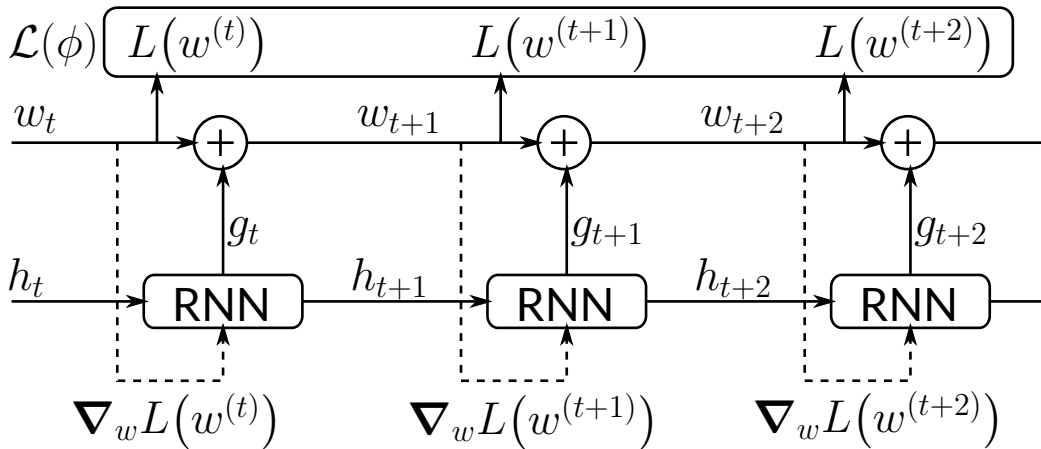 𝓛(ϕ) L(w^{(t)}) L(w^{(t+1)}) L(w^{(t+2)})
w_t w_{t+1} w_{t+2}
+ + +
g_t g_{t+1} g_{t+2}
h_t h_{t+1} h_{t+2}
RNN RNN RNN
∇_w L(w^{(t)}) ∇_w L(w^{(t+1)}) ∇_w L(w^{(t+2)})